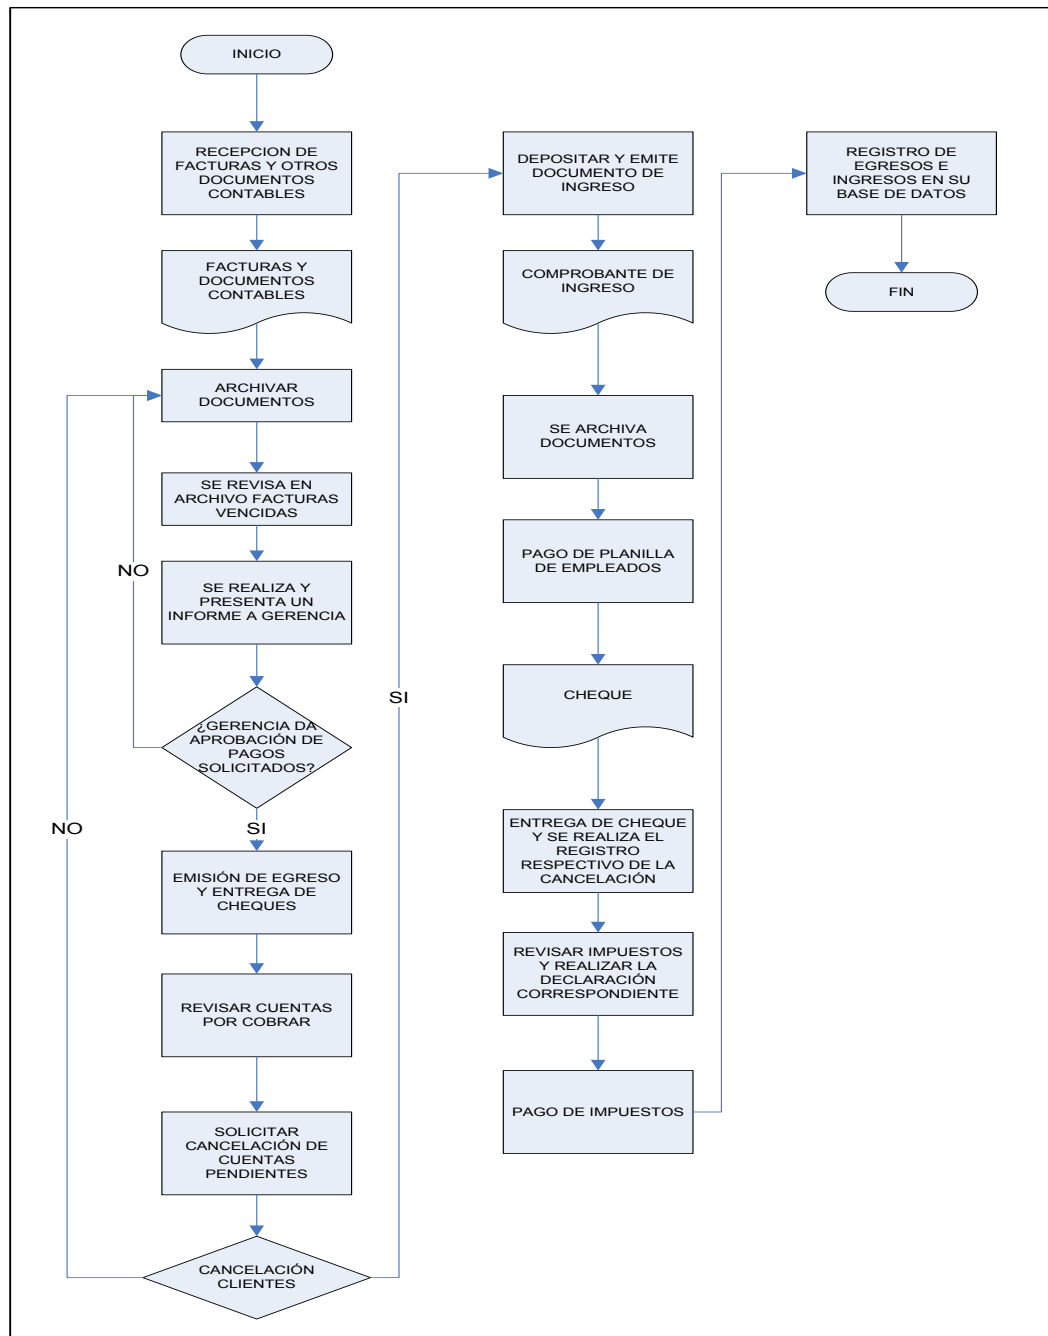 INICIO
RECEPCION DE
FACTURAS Y OTROS
DOCUMENTOS
CONTABLES
FACTURAS Y
DOCUMENTOS
CONTABLES
ARCHIVAR
DOCUMENTOS
SE REVISA EN
ARCHIVO FACTURAS
VENCIDAS
NO
SE REALIZA Y
PRESENTA UN
INFORME A GERENCIA
¿GERENCIA DA
APROBACIÓN DE
PAGOS
SOLICITADOS?
NO
SI
EMISIÓN DE EGRESO
Y ENTREGA DE
CHEQUES
REVISAR CUENTAS
POR COBRAR
SOLICITAR
CANCELACIÓN DE
CUENTAS
PENDIENTES
CANCELACIÓN
CLIENTES
SI
DEPOSITAR Y EMITE
DOCUMENTO DE
INGRESO
COMPROBANTE DE
INGRESO
SE ARCHIVA
DOCUMENTOS
PAGO DE PLANILLA
DE EMPLEADOS
CHEQUE
ENTREGA DE CHEQUE
Y SE REALIZA EL
REGISTRO
RESPECTIVO DE LA
CANCELACIÓN
REVISAR IMPUESTOS
Y REALIZAR LA
DECLARACIÓN
CORRESPONDIENTE
PAGO DE IMPUESTOS
REGISTRO DE
EGRESOS E
INGRESOS EN SU
BASE DE DATOS
FIN